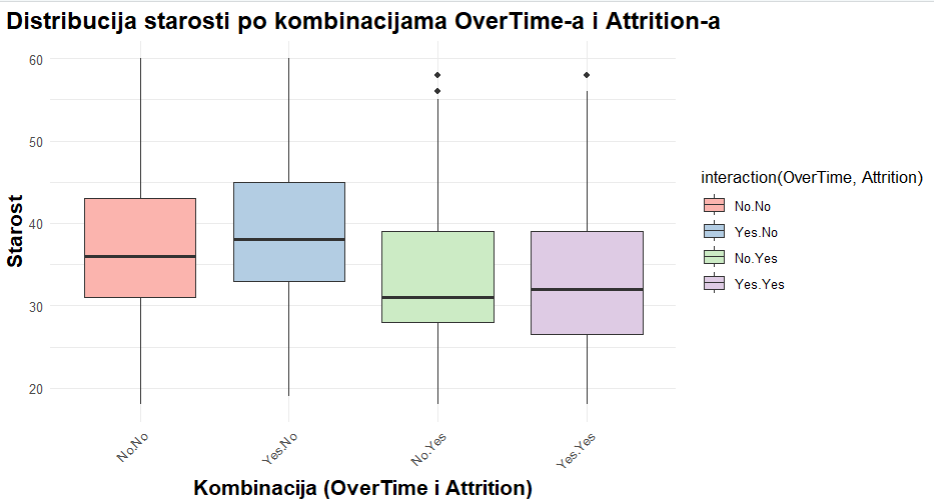 Distribucija starosti po kombinacijama OverTime-a i Attrition-a
60
50
40
30
20
Starost
No.No
Yes.No
No.Yes
Yes.Yes
Kombinacija (OverTime i Attrition)
interaction(OverTime, Attrition)
No.No
Yes.No
No.Yes
Yes.Yes